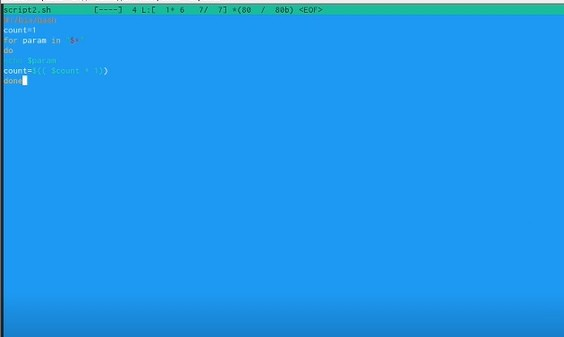 script2.sh [----] 4 L:[ 1+ 6 7/ 7] *(80 / 80b) <EOF>
#!/bin/bash
count=1
for param in "$*"
do
echo $param
count=$(( $count + 1))
done